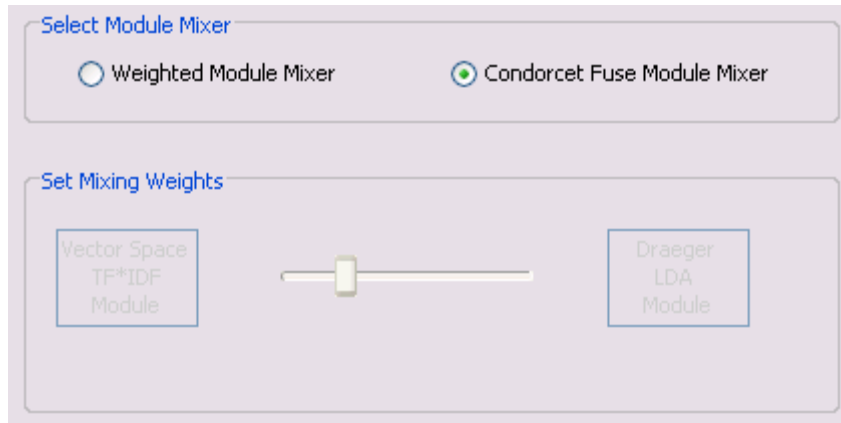 Select Module Mixer
Weighted Module Mixer Condorcet Fuse Module Mixer
Set Mixing Weights
Vector Space
TF*IDF
Module
Draeger
LDA
Module